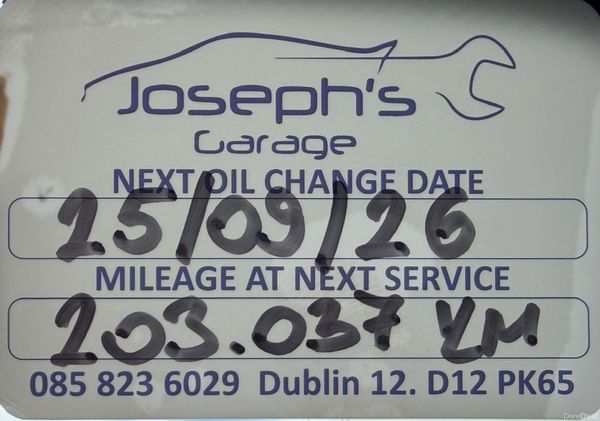 Joseph's
Garage
NEXT OIL CHANGE DATE
25/09/26
MILEAGE AT NEXT SERVICE
203.037 KM
085 823 6029 Dublin 12. D12 PK65
DoneDeal